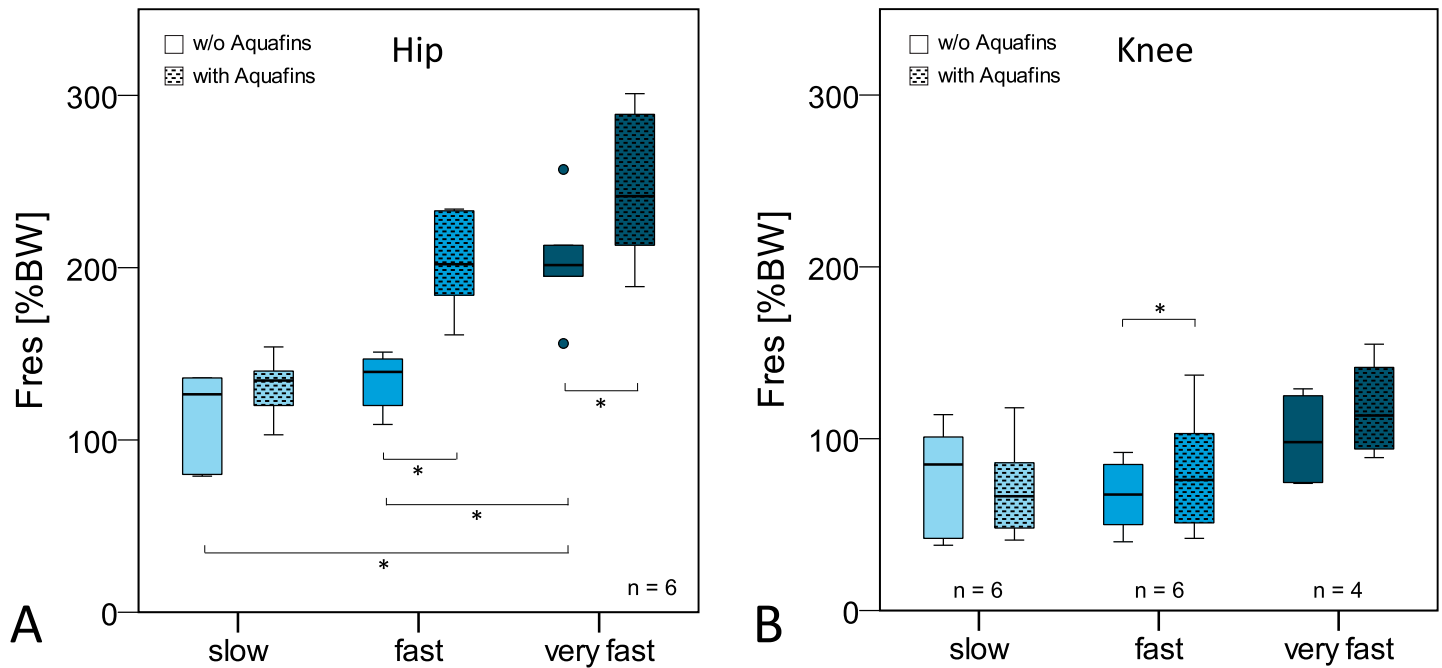 w/o Aquafins
with Aquafins
Hip
300
200
100
0
Fres [%BW]
*
*
*
*
n = 6
slow
fast
very fast
A
w/o Aquafins
with Aquafins
Knee
300
200
100
0
Fres [%BW]
*
n = 6
n = 6
n = 4
slow
fast
very fast
B